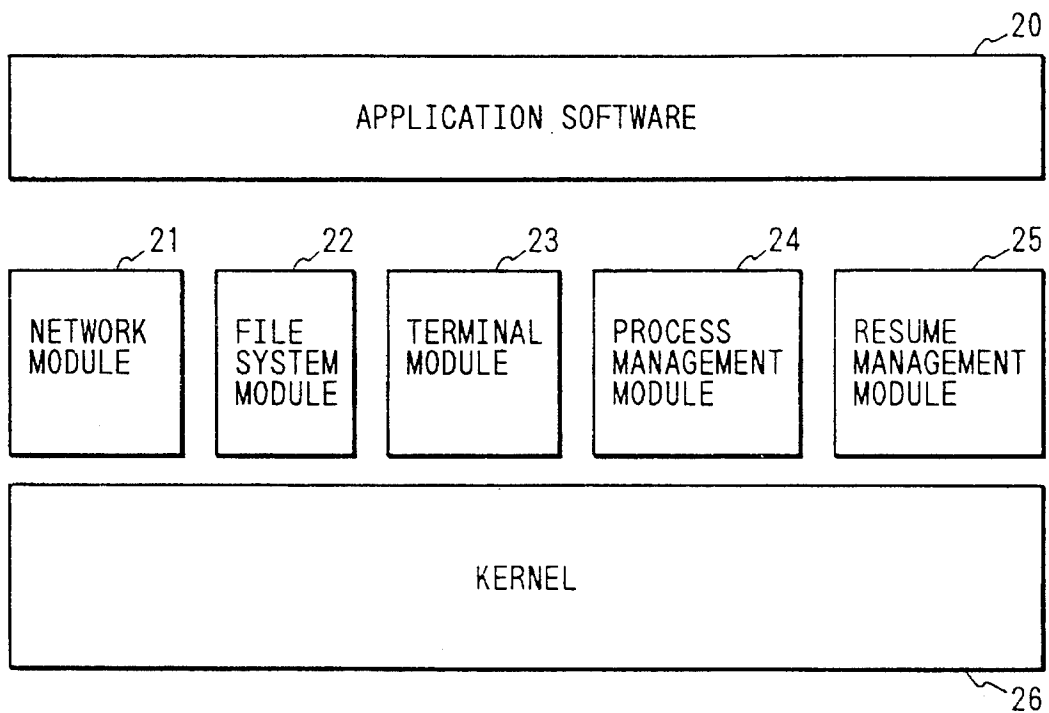 20
APPLICATION SOFTWARE
21
22
23
24
25
NETWORK
MODULE
FILE
SYSTEM
MODULE
TERMINAL
MODULE
PROCESS
MANAGEMENT
MODULE
RESUME
MANAGEMENT
MODULE
KERNEL
26